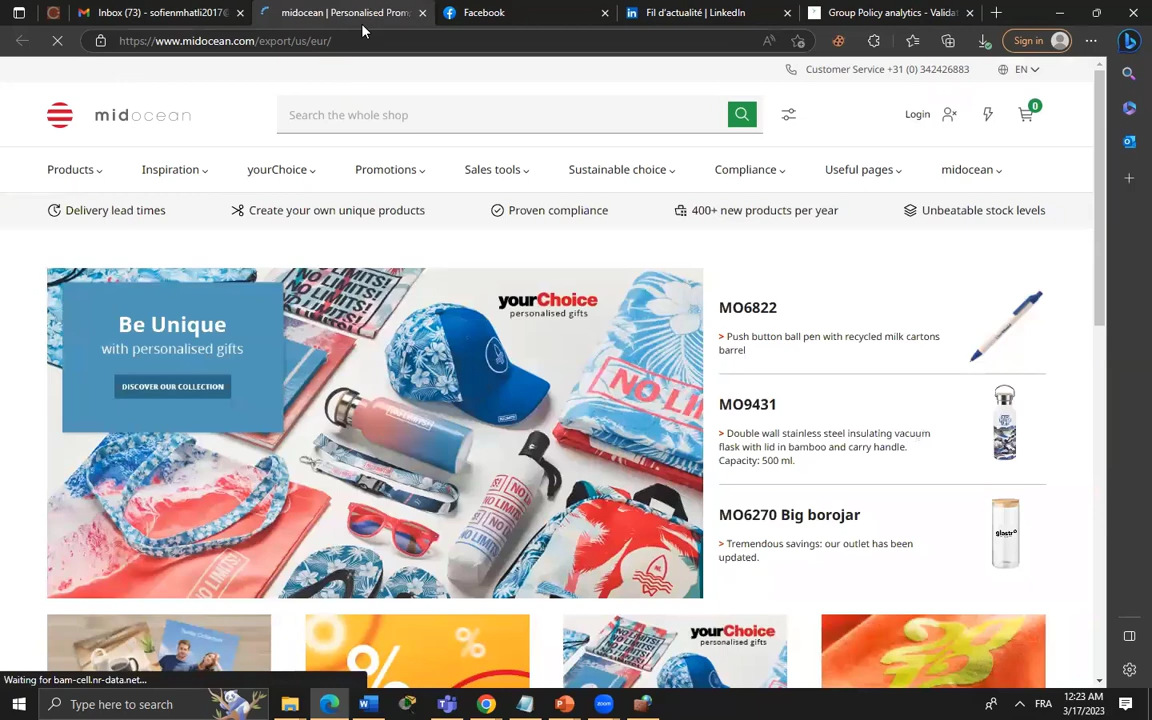 Inbox (73) - sofienmhatli2017@
midocean | Personalised Prom
Facebook
Fil d'actualité | LinkedIn
Group Policy analytics - Valida
https://www.midocean.com/export/us/eur/
Sign in
Customer Service +31 (0) 342426883
EN
midocean
Search the whole shop
Login
0
Products
Inspiration
yourChoice
Promotions
Sales tools
Sustainable choice
Compliance
Useful pages
midocean
Delivery lead times
Create your own unique products
Proven compliance
400+ new products per year
Unbeatable stock levels
Be Unique
with personalised gifts
DISCOVER OUR COLLECTION
yourChoice
personalised gifts
NO LIMITS!
MO6822
> Push button ball pen with recycled milk cartons
barrel
MO9431
> Double wall stainless steel insulating vacuum
flask with lid in bamboo and carry handle.
Capacity: 500 ml.
MO6270 Big borojar
> Tremendous savings: our outlet has been
updated.
yourChoice
personalised gifts
Waiting for bam-cell.nr-data.net...
Type here to search
FRA
12:23 AM
3/17/2023